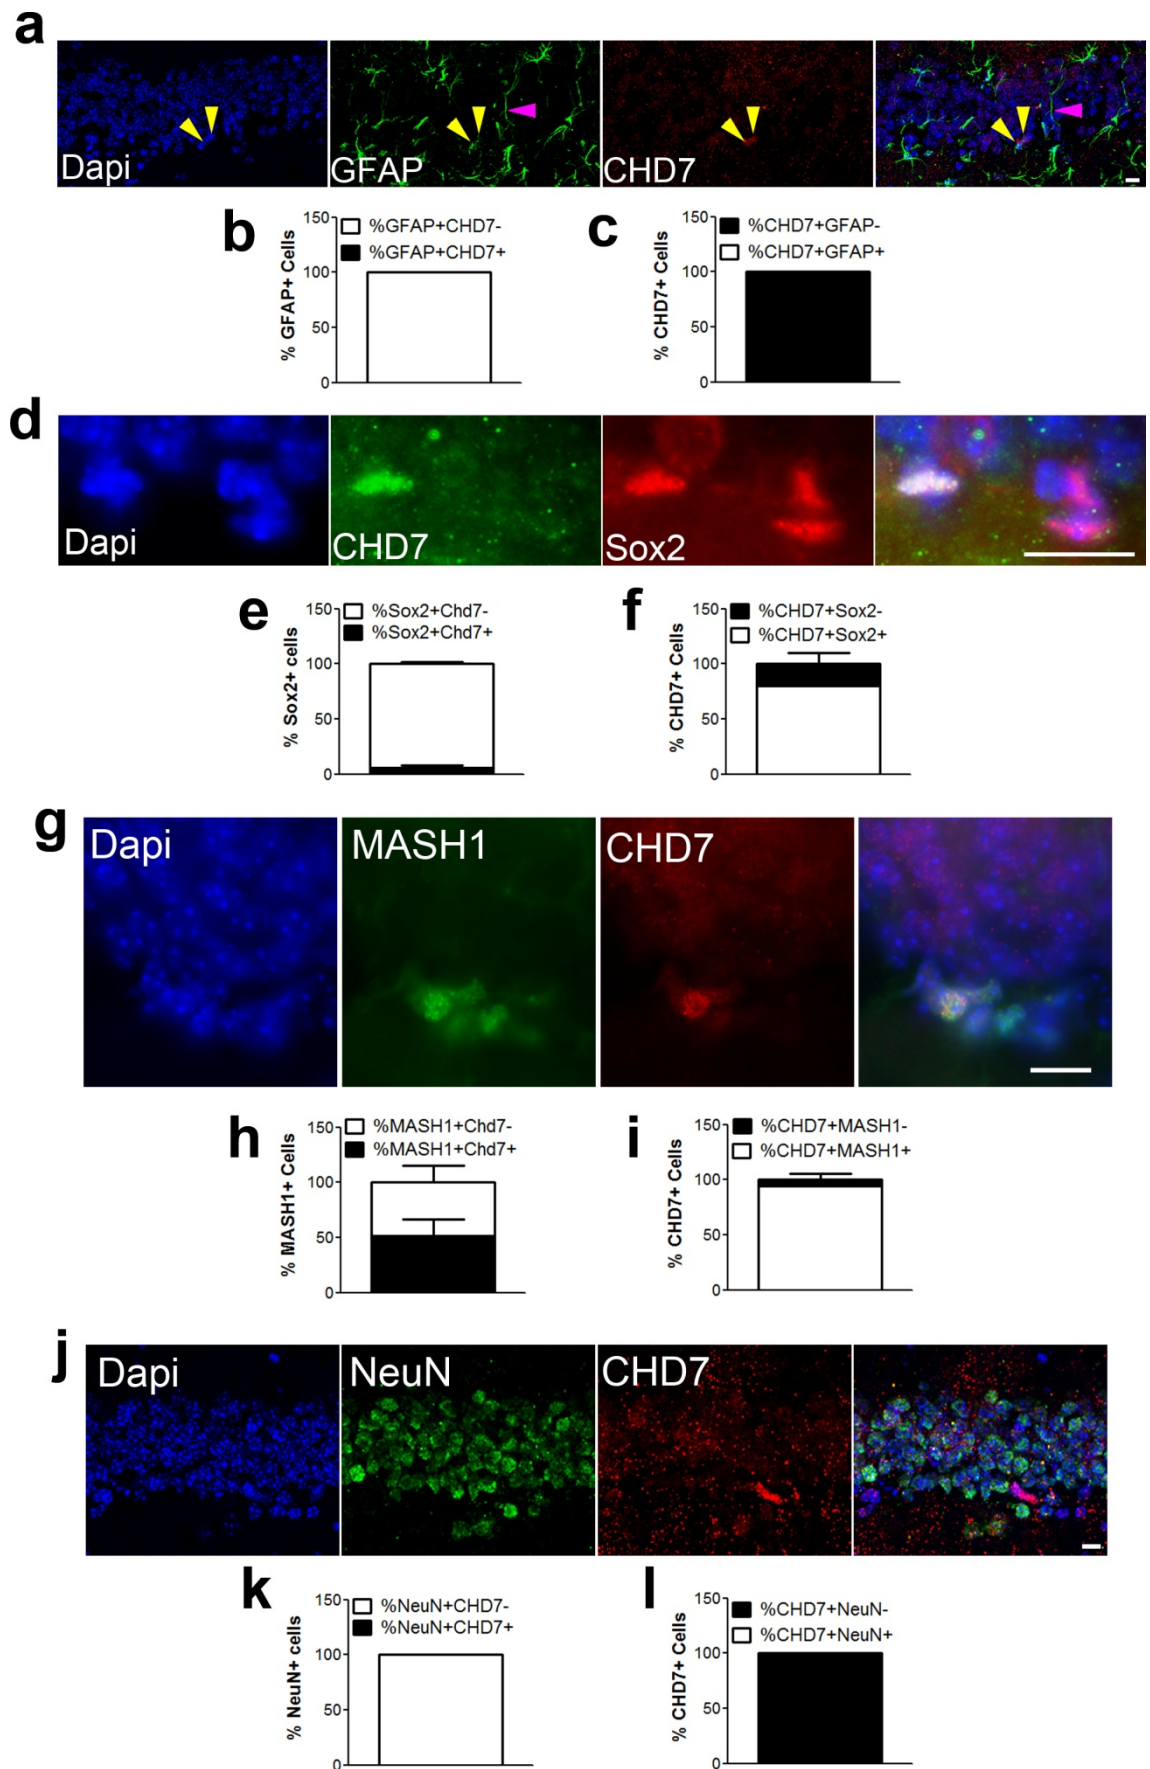 a
Dapi
GFAP
CHD7
b
% GFAP+ Cells
150
100
50
0
%GFAP+CHD7-
%GFAP+CHD7+
c
% CHD7+ Cells
150
100
50
0
%CHD7+GFAP-
%CHD7+GFAP+
d
Dapi
CHD7
Sox2
e
% Sox2+ cells
150
100
50
0
%Sox2+Chd7-
%Sox2+Chd7+
f
% CHD7+ Cells
150
100
50
0
%CHD7+Sox2-
%CHD7+Sox2+
g
Dapi
MASH1
CHD7
h
% MASH1+ Cells
150
100
50
0
%MASH1+Chd7-
%MASH1+Chd7+
i
% CHD7+ Cells
150
100
50
0
%CHD7+MASH1-
%CHD7+MASH1+
j
Dapi
NeuN
CHD7
k
% NeuN+ cells
150
100
50
0
%NeuN+CHD7-
%NeuN+CHD7+
l
% CHD7+ Cells
150
100
50
0
%CHD7+NeuN-
%CHD7+NeuN+